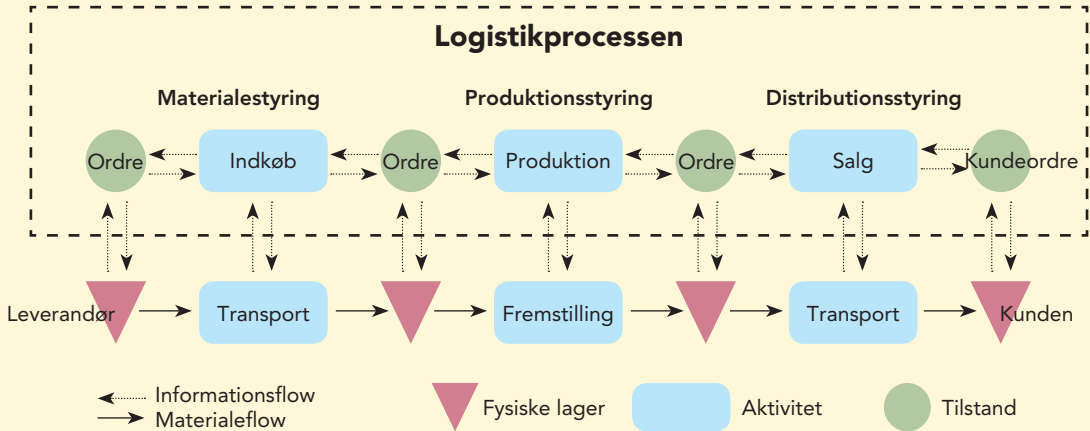 Logistikprocessen
Materialestyring Produktionsstyring Distributionsstyring
Ordre Indkøb Ordre Produktion Ordre Salg Kundeordre
Leverandør Transport Fremstilling Transport Kunden
Informationsflow
Materialeflow
Fysiske lager Aktivitet Tilstand